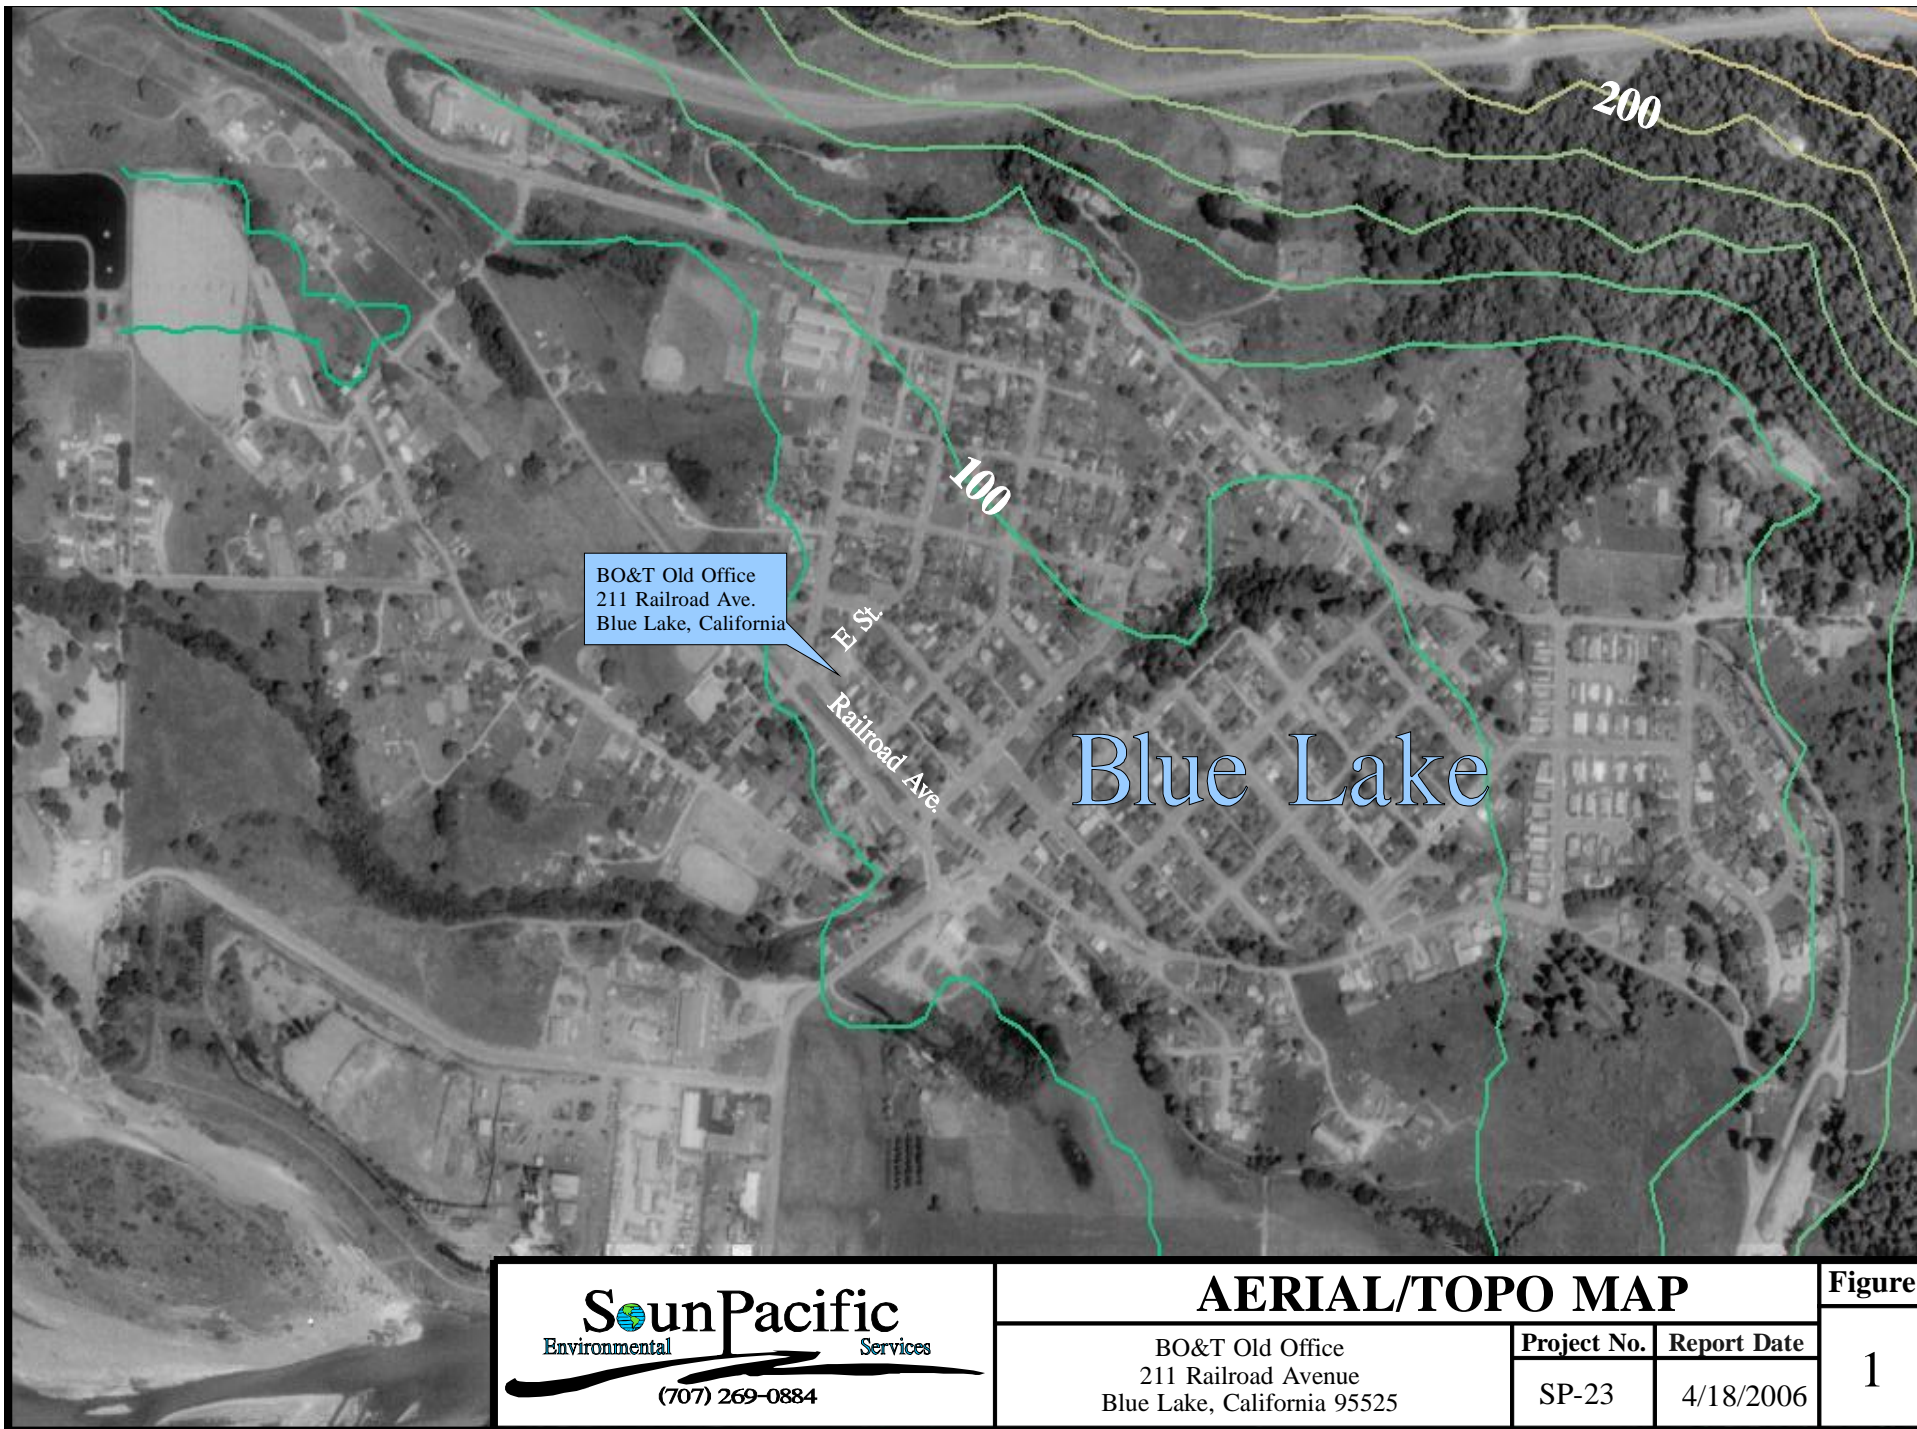 200
100
BO&T Old Office
211 Railroad Ave.
Blue Lake, California
E St.
Railroad Ave.
Blue Lake
SounPacific
Environmental Services
(707) 269-0884
AERIAL/TOPO MAP
BO&T Old Office
211 Railroad Avenue
Blue Lake, California 95525
Project No.
SP-23
Report Date
4/18/2006
Figure
1